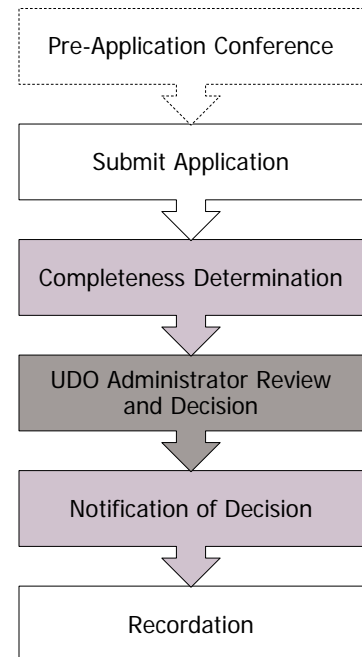 Pre-Application Conference
Submit Application
Completeness Determination
UDO Administrator Review
and Decision
Notification of Decision
Recordation